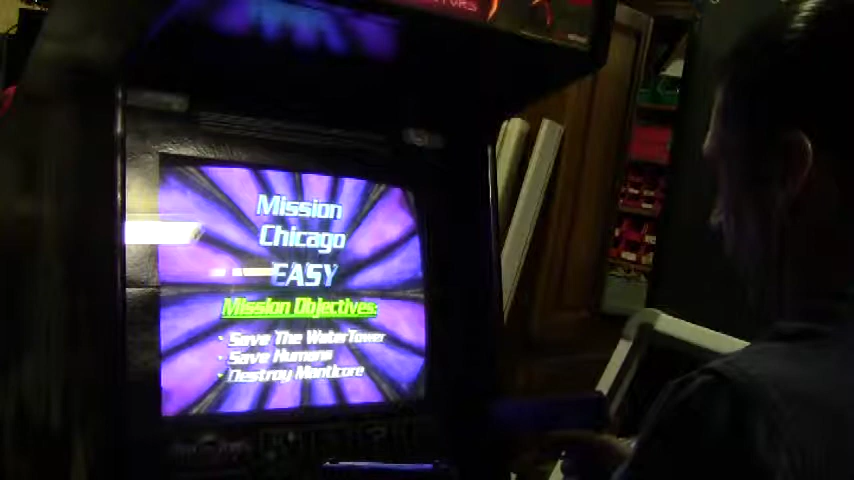 Mission
Chicago
EASY
Mission Objectives:
· Save The WaterTower
· Save Humans
· Destroy Manticore